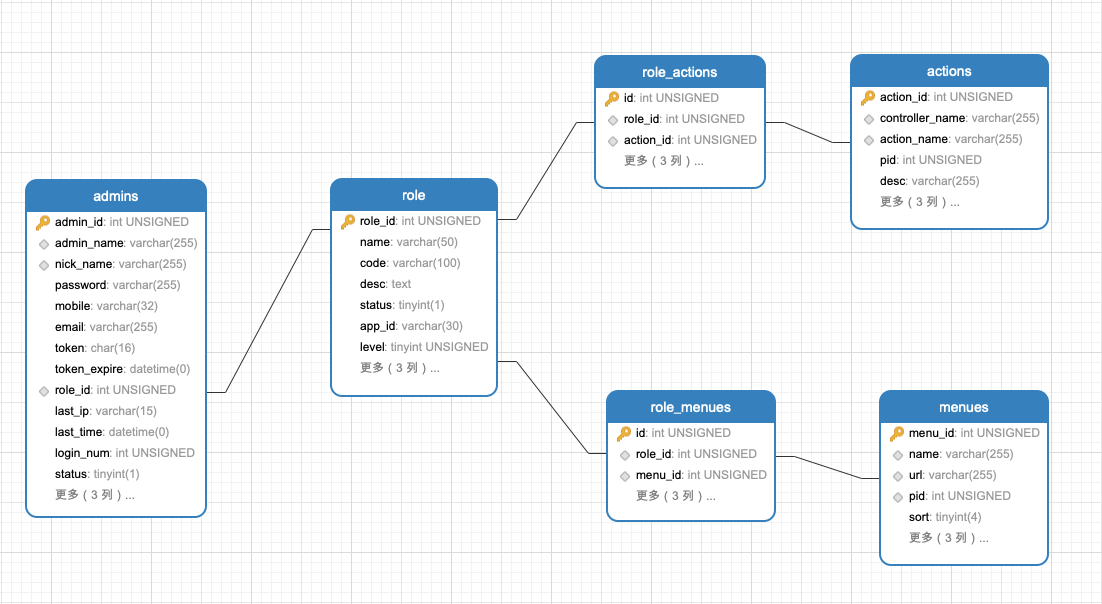 admins
admin_id: int UNSIGNED
admin_name: varchar(255)
nick_name: varchar(255)
password: varchar(255)
mobile: varchar(32)
email: varchar(255)
token: char(16)
token_expire: datetime(0)
role_id: int UNSIGNED
last_ip: varchar(15)
last_time: datetime(0)
login_num: int UNSIGNED
status: tinyint(1)
更多 ( 3 列 ) ...
role
role_id: int UNSIGNED
name: varchar(50)
code: varchar(100)
desc: text
status: tinyint(1)
app_id: varchar(30)
level: tinyint UNSIGNED
更多 ( 3 列 ) ...
role_actions
id: int UNSIGNED
role_id: int UNSIGNED
action_id: int UNSIGNED
更多 ( 3 列 ) ...
actions
action_id: int UNSIGNED
controller_name: varchar(255)
action_name: varchar(255)
pid: int UNSIGNED
desc: varchar(255)
更多 ( 3 列 ) ...
role_menues
id: int UNSIGNED
role_id: int UNSIGNED
menu_id: int UNSIGNED
更多 ( 3 列 ) ...
menues
menu_id: int UNSIGNED
name: varchar(255)
url: varchar(255)
pid: int UNSIGNED
sort: tinyint(4)
更多 ( 3 列 ) ...